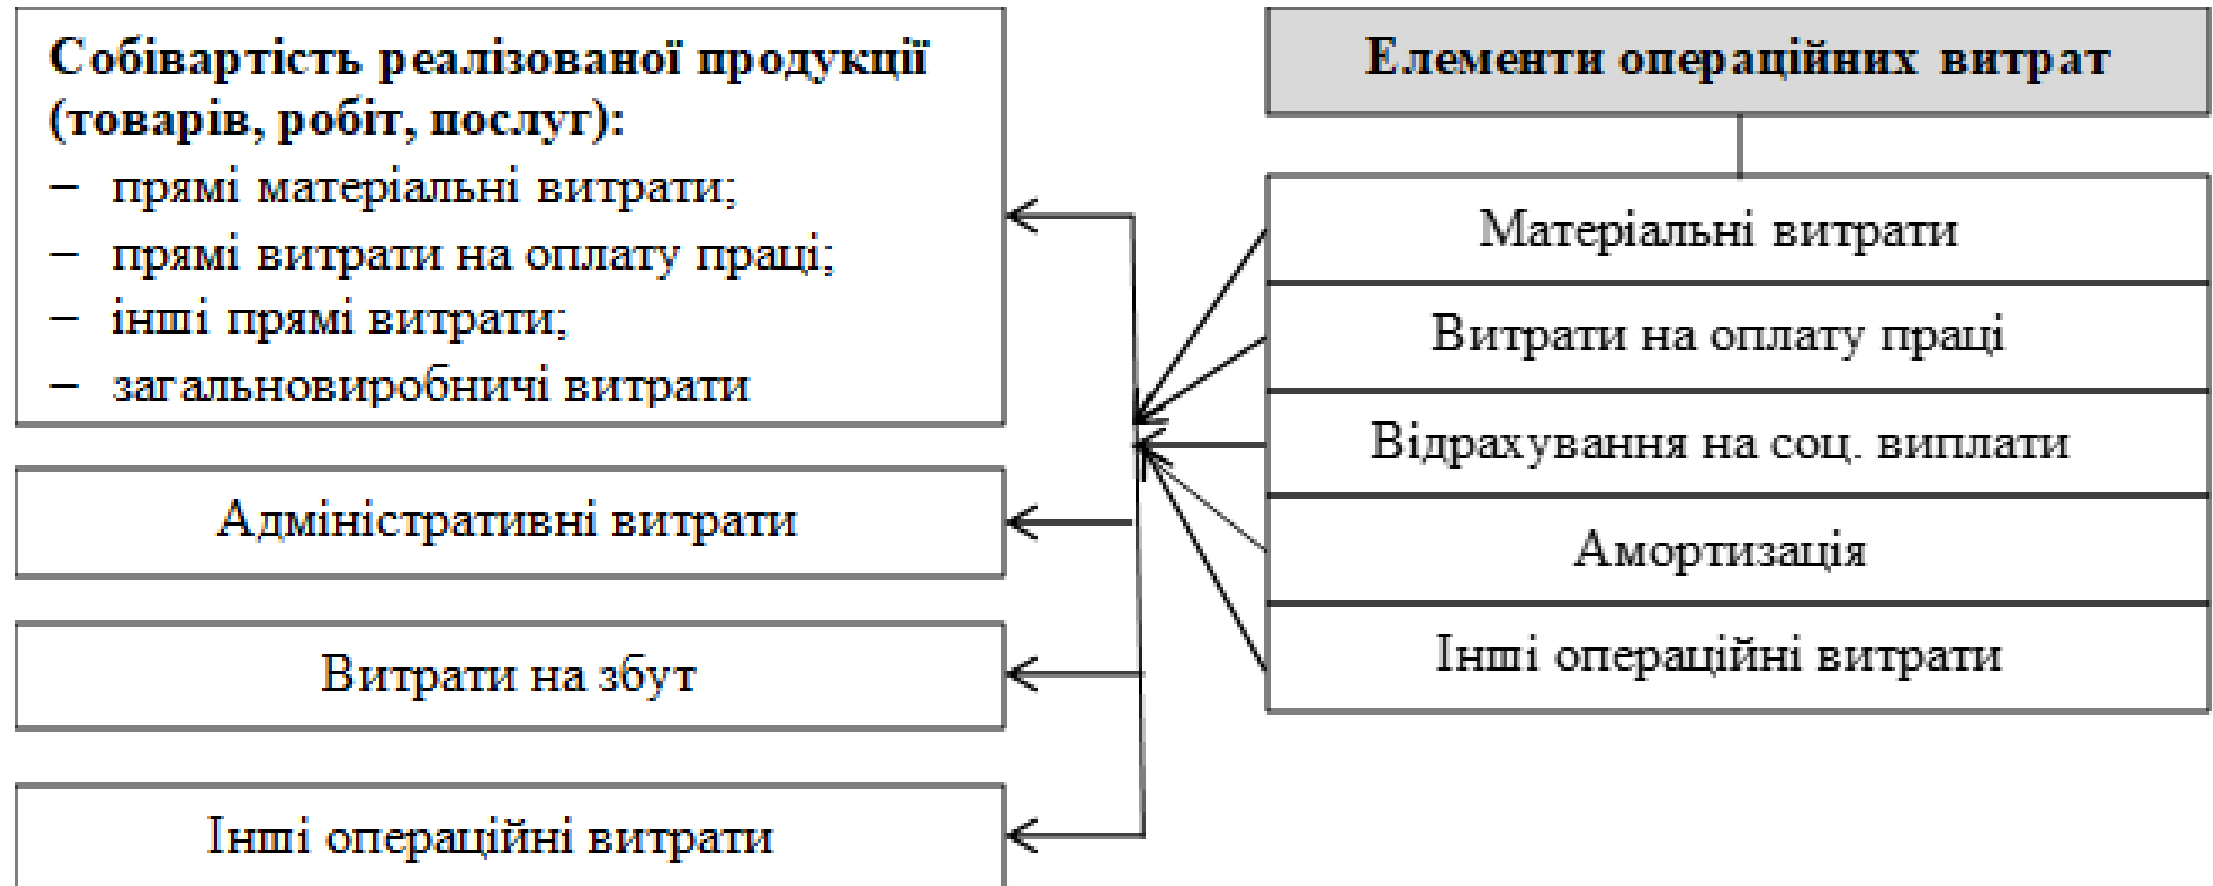 Собівартість реалізованої продукції
(товарів, робіт, послуг):
– прямі матеріальні витрати;
– прямі витрати на оплату праці;
– інші прямі витрати;
– загальновиробничі витрати
Адміністративні витрати
Витрати на збут
Інші операційні витрати
Елементи операційних витрат
Матеріальні витрати
Витрати на оплату праці
Відрахування на соц. виплати
Амортизація
Інші операційні витрати